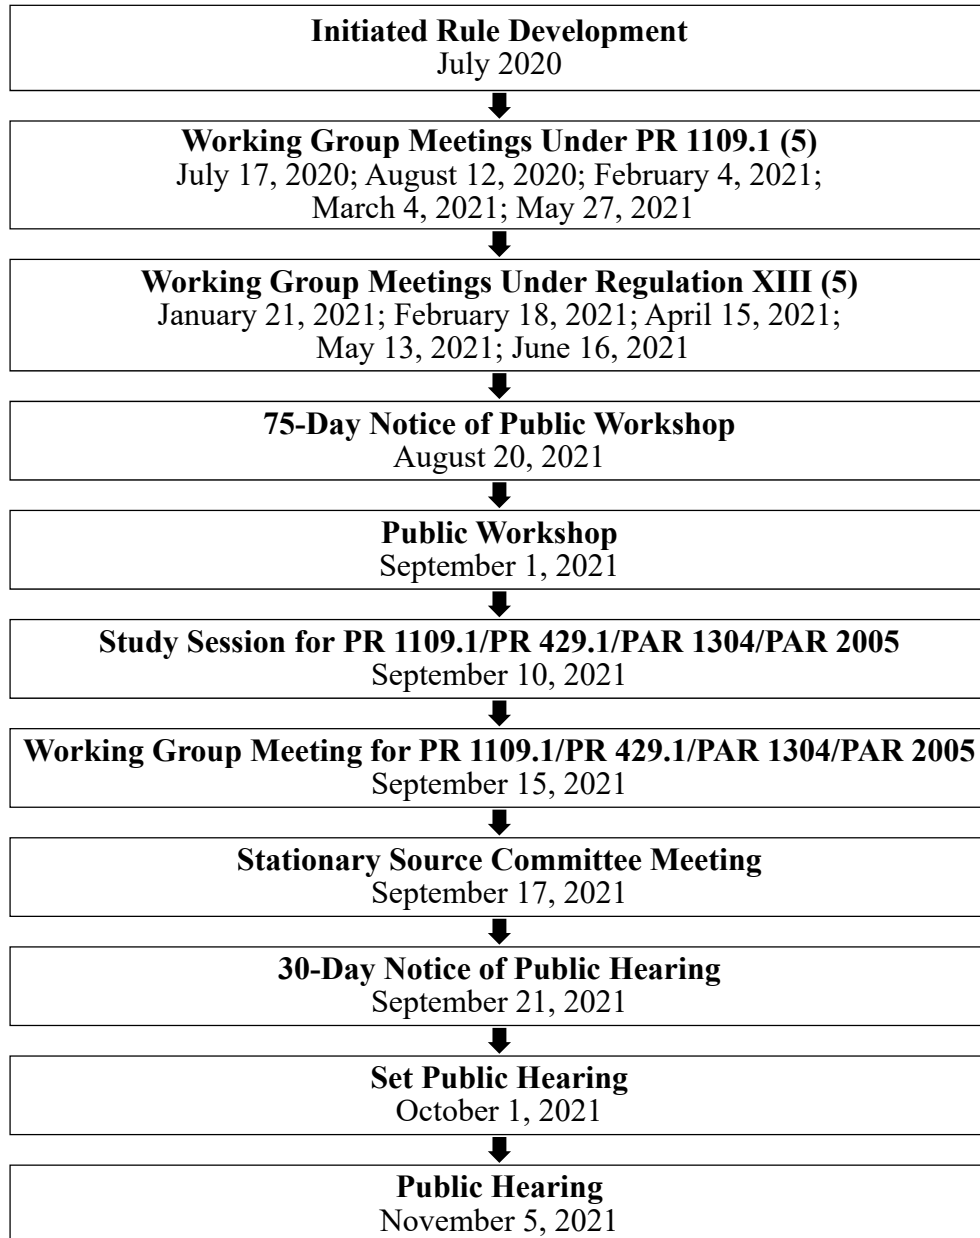 Initiated Rule Development
July 2020
Working Group Meetings Under PR 1109.1 (5)
July 17, 2020; August 12, 2020; February 4, 2021;
March 4, 2021; May 27, 2021
Working Group Meetings Under Regulation XIII (5)
January 21, 2021; February 18, 2021; April 15, 2021;
May 13, 2021; June 16, 2021
75-Day Notice of Public Workshop
August 20, 2021
Public Workshop
September 1, 2021
Study Session for PR 1109.1/PR 429.1/PAR 1304/PAR 2005
September 10, 2021
Working Group Meeting for PR 1109.1/PR 429.1/PAR 1304/PAR 2005
September 15, 2021
Stationary Source Committee Meeting
September 17, 2021
30-Day Notice of Public Hearing
September 21, 2021
Set Public Hearing
October 1, 2021
Public Hearing
November 5, 2021